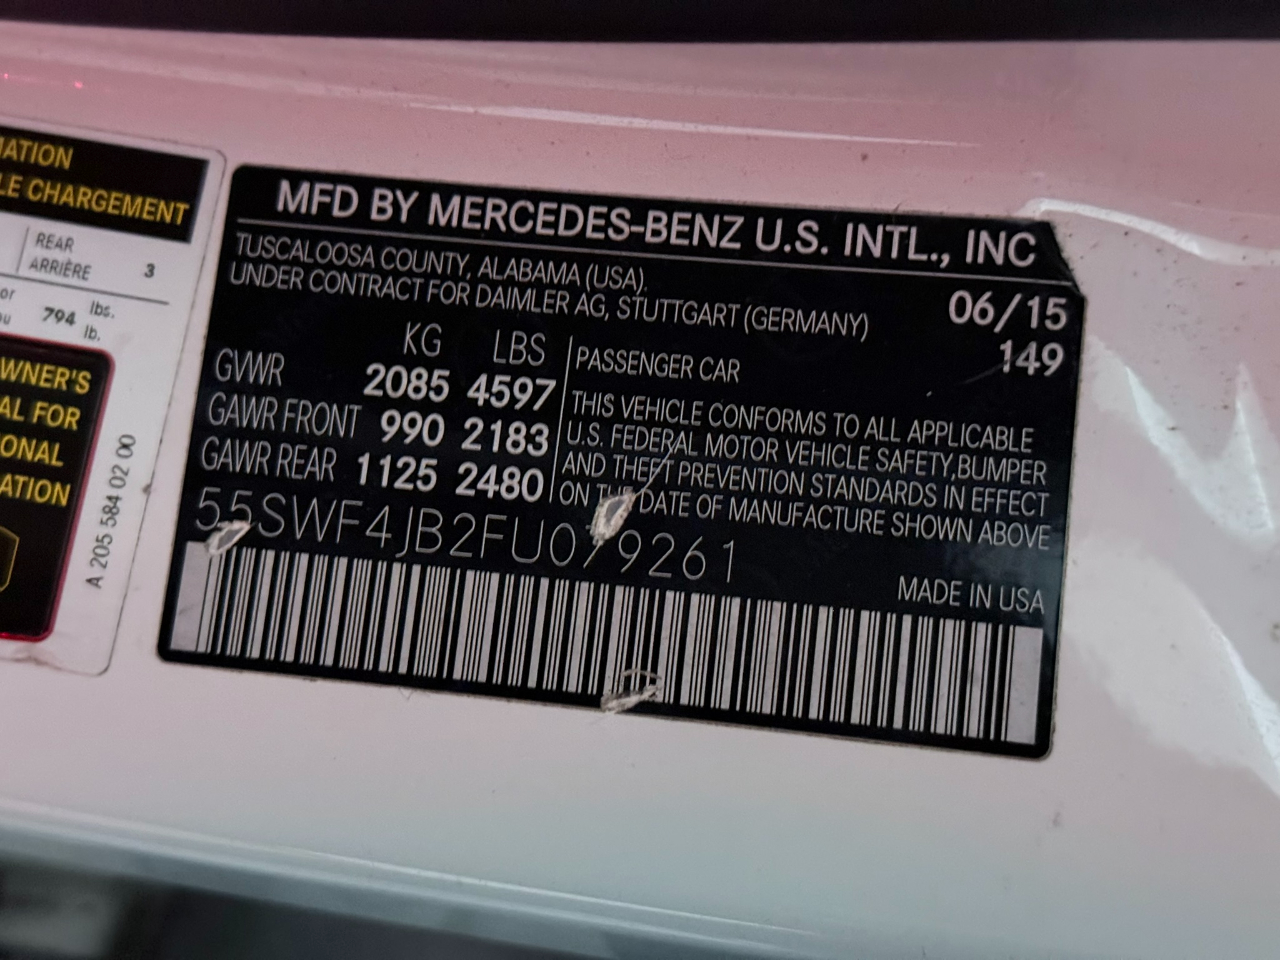 MATION
LE CHARGEMENT
REAR
ARRIÈRE 3
or
794 lbs.
lb.
WNER'S
AL FOR
IONAL
ATION
A 205 584 02 00
MFD BY MERCEDES-BENZ U.S. INTL., INC
TUSCALOOSA COUNTY, ALABAMA (USA).
UNDER CONTRACT FOR DAIMLER AG, STUTTGART (GERMANY)
06/15
149
KG LBS
GVWR 2085 4597
GAWR FRONT 990 2183
GAWR REAR 1125 2480
PASSENGER CAR
THIS VEHICLE CONFORMS TO ALL APPLICABLE
U.S. FEDERAL MOTOR VEHICLE SAFETY,BUMPER
AND THEFT PREVENTION STANDARDS IN EFFECT
ON THE DATE OF MANUFACTURE SHOWN ABOVE
55SWF4JB2FU079261
MADE IN USA